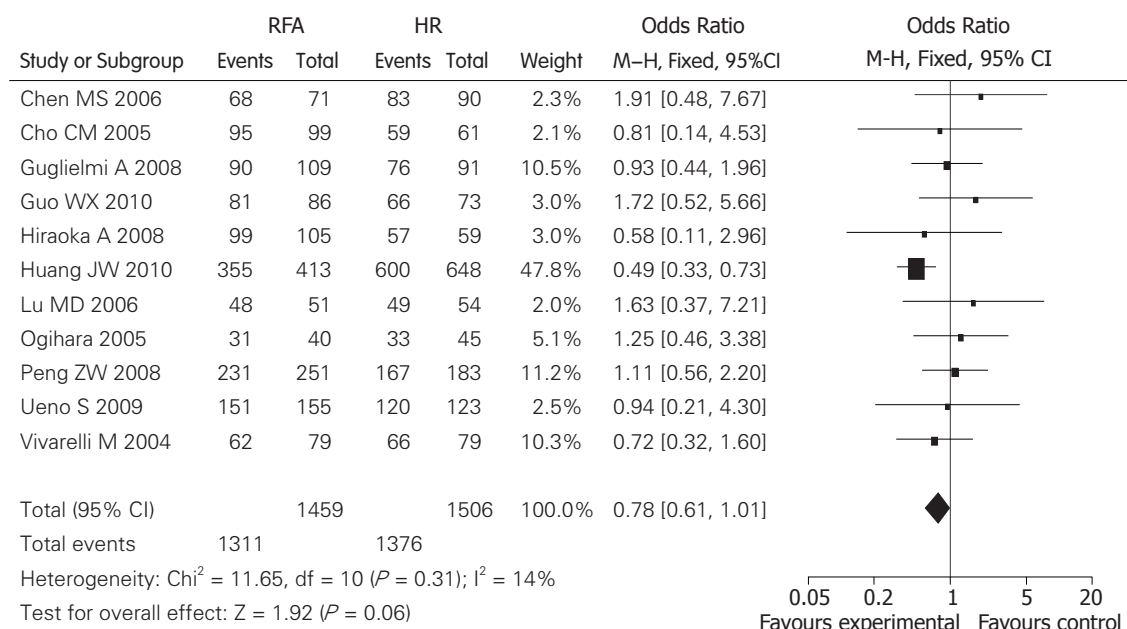 RFA HR Odds Ratio Odds Ratio
Study or Subgroup Events Total Events Total Weight M–H, Fixed, 95%CI M-H, Fixed, 95% CI
Chen MS 2006 68 71 83 90 2.3% 1.91 [0.48, 7.67]
Cho CM 2005 95 99 59 61 2.1% 0.81 [0.14, 4.53]
Guglielmi A 2008 90 109 76 91 10.5% 0.93 [0.44, 1.96]
Guo WX 2010 81 86 66 73 3.0% 1.72 [0.52, 5.66]
Hiraoka A 2008 99 105 57 59 3.0% 0.58 [0.11, 2.96]
Huang JW 2010 355 413 600 648 47.8% 0.49 [0.33, 0.73]
Lu MD 2006 48 51 49 54 2.0% 1.63 [0.37, 7.21]
Ogihara 2005 31 40 33 45 5.1% 1.25 [0.46, 3.38]
Peng ZW 2008 231 251 167 183 11.2% 1.11 [0.56, 2.20]
Ueno S 2009 151 155 120 123 2.5% 0.94 [0.21, 4.30]
Vivarelli M 2004 62 79 66 79 10.3% 0.72 [0.32, 1.60]
Total (95% CI) 1459 1506 100.0% 0.78 [0.61, 1.01]
Total events 1311 1376
Heterogeneity: Chi² = 11.65, df = 10 (P = 0.31); I² = 14%
Test for overall effect: Z = 1.92 (P = 0.06)
0.05 0.2 1 5 20
Favours experimental Favours control